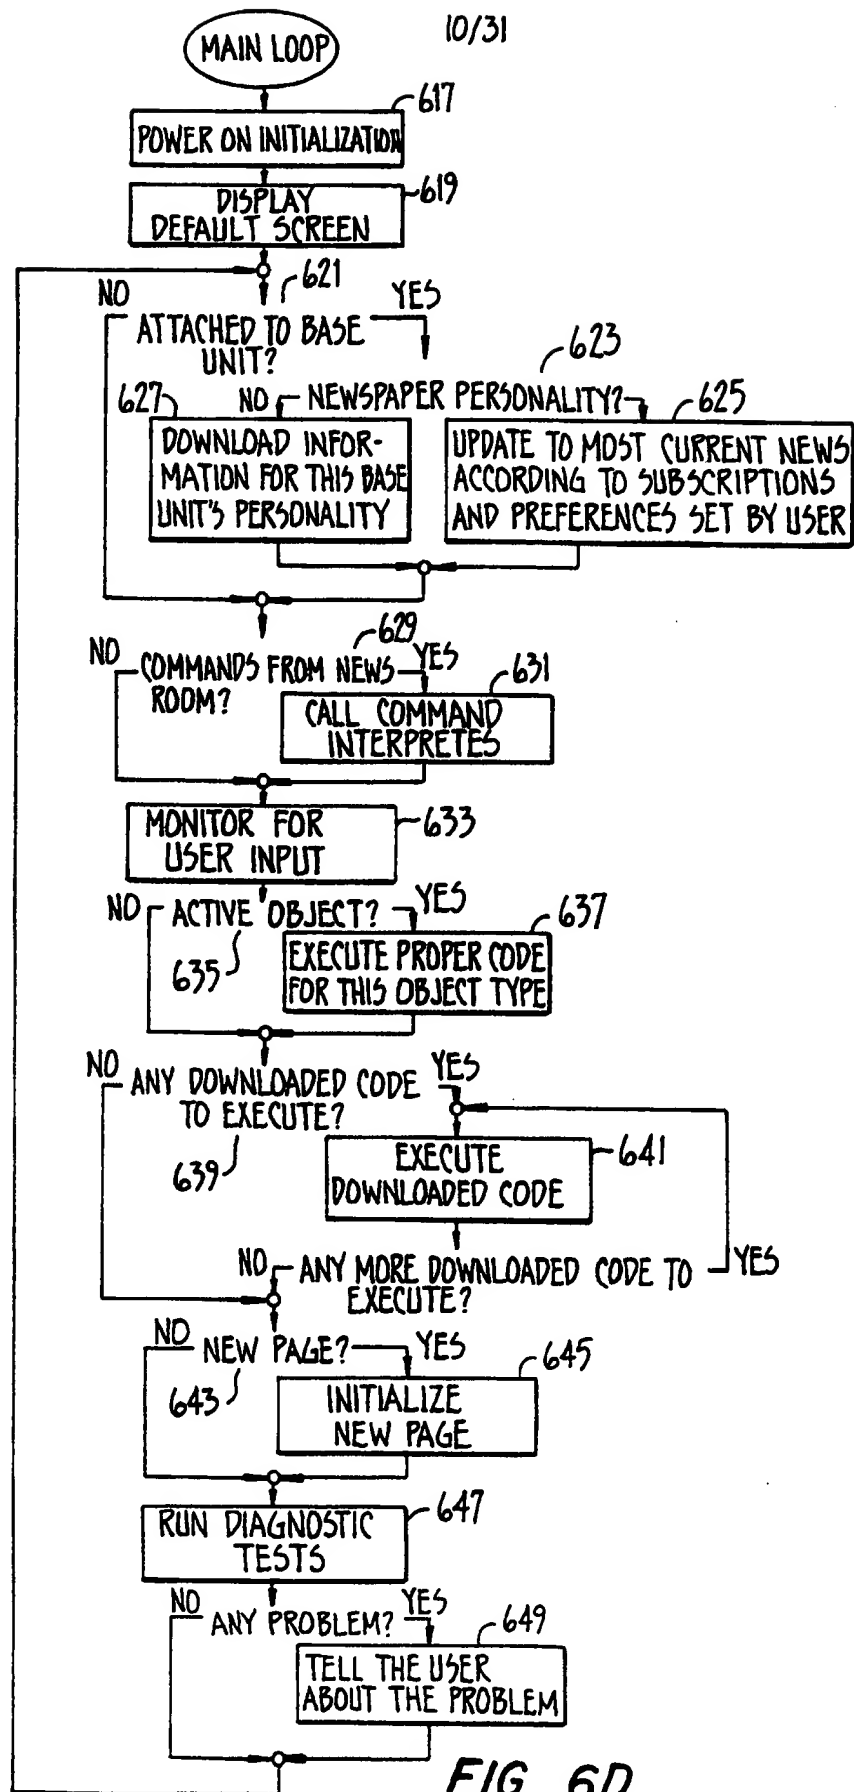 10/31
MAIN LOOP
617
POWER ON INITIALIZATION
619
DISPLAY
DEFAULT SCREEN
621
NO
YES
ATTACHED TO BASE
UNIT?
623
627
NO
NEWSPAPER PERSONALITY?
625
DOWNLOAD INFOR-
MATION FOR THIS BASE
UNIT'S PERSONALITY
UPDATE TO MOST CURRENT NEWS
ACCORDING TO SUBSCRIPTIONS
AND PREFERENCES SET BY USER
629
NO
COMMANDS FROM NEWS
ROOM?
YES
631
CALL COMMAND
INTERPRETES
MONITOR FOR
USER INPUT
633
NO
ACTIVE OBJECT?
YES
635
637
EXECUTE PROPER CODE
FOR THIS OBJECT TYPE
NO
ANY DOWNLOADED CODE
TO EXECUTE?
YES
639
EXECUTE
DOWNLOADED CODE
641
NO
ANY MORE DOWNLOADED CODE TO
EXECUTE?
YES
NO
NEW PAGE?
YES
643
645
INITIALIZE
NEW PAGE
RUN DIAGNOSTIC
TESTS
647
NO
ANY PROBLEM?
YES
649
TELL THE USER
ABOUT THE PROBLEM
FIG. 6D